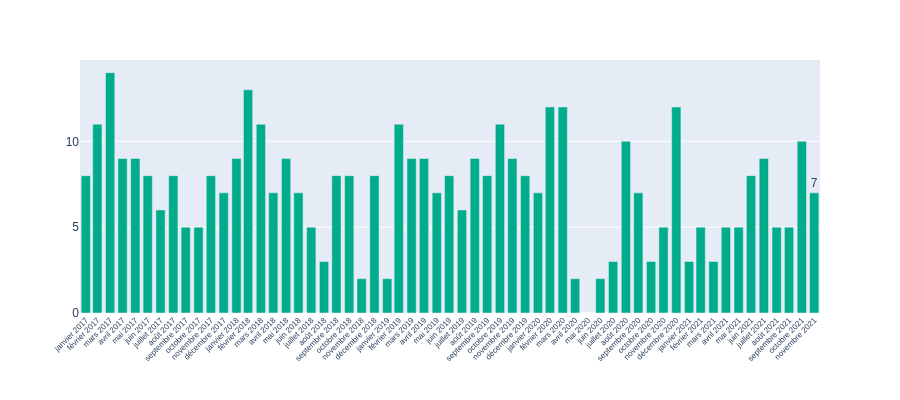 10
5
0
7
janvier 2017
février 2017
mars 2017
avril 2017
mai 2017
juin 2017
juillet 2017
août 2017
septembre 2017
octobre 2017
novembre 2017
décembre 2017
janvier 2018
février 2018
mars 2018
avril 2018
mai 2018
juin 2018
juillet 2018
août 2018
septembre 2018
octobre 2018
novembre 2018
décembre 2018
janvier 2019
février 2019
mars 2019
avril 2019
mai 2019
juin 2019
juillet 2019
août 2019
septembre 2019
octobre 2019
novembre 2019
décembre 2019
janvier 2020
février 2020
mars 2020
avril 2020
mai 2020
juin 2020
juillet 2020
août 2020
septembre 2020
octobre 2020
novembre 2020
décembre 2020
janvier 2021
février 2021
mars 2021
avril 2021
mai 2021
juin 2021
juillet 2021
août 2021
septembre 2021
octobre 2021
novembre 2021